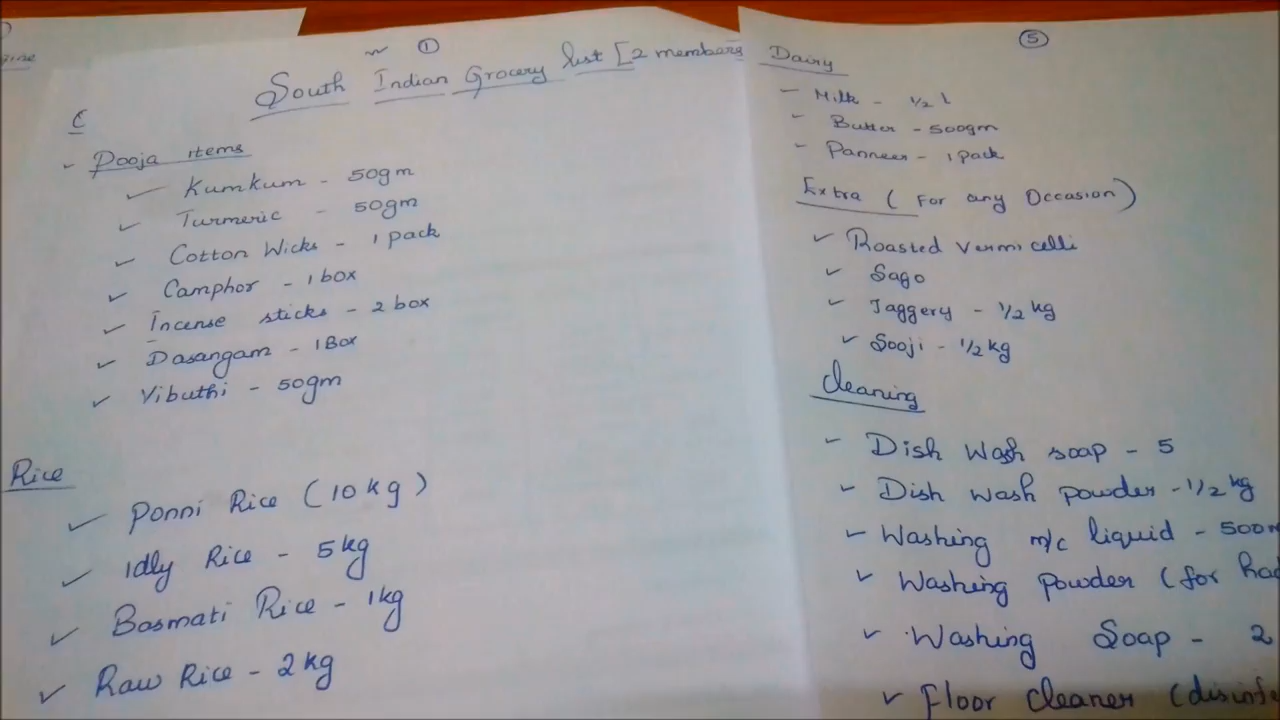 1
South Indian Grocery list [2 members
Pooja items
Kumkum - 50gm
Turmeric - 50gm
Cotton Wicks - 1 pack
Camphor - 1 box
Incense sticks - 2 box
Dasangam - 1 Box
Vibuthi - 50gm
Rice
Ponni Rice (10kg)
Idly Rice - 5kg
Basmati Rice - 1kg
Raw Rice - 2kg
5
Dairy
Milk - 1/2 l
Butter - 500gm
Panneer - 1 pack
Extra (For any Occasion)
Roasted Vermicelli
Sago
Jaggery - 1/2 kg
Sooji - 1/2 kg
Cleaning
Dish Wash soap - 5
Dish wash powder - 1/2 kg
Washing m/c liquid - 500m
Washing powder (for
Washing Soap - 2
Floor cleaner (disinfe